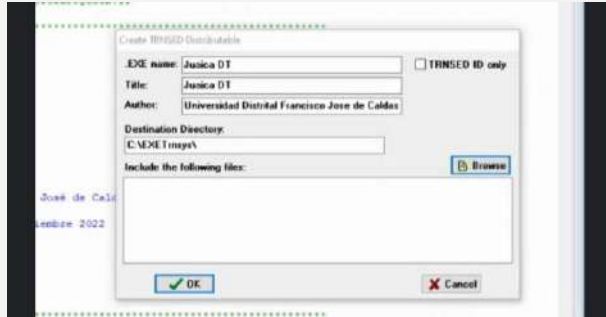 Create TRNSED Distributable
.EXE name: Jusica DT
TRNSED ID only
Title: Jusica DT
Author: Universidad Distrital Francisco Jose de Caldas
Destination Directory:
C:\EXETrnsys\
Include the following files:
Browse
José de Cald
iembre 2022
OK
Cancel